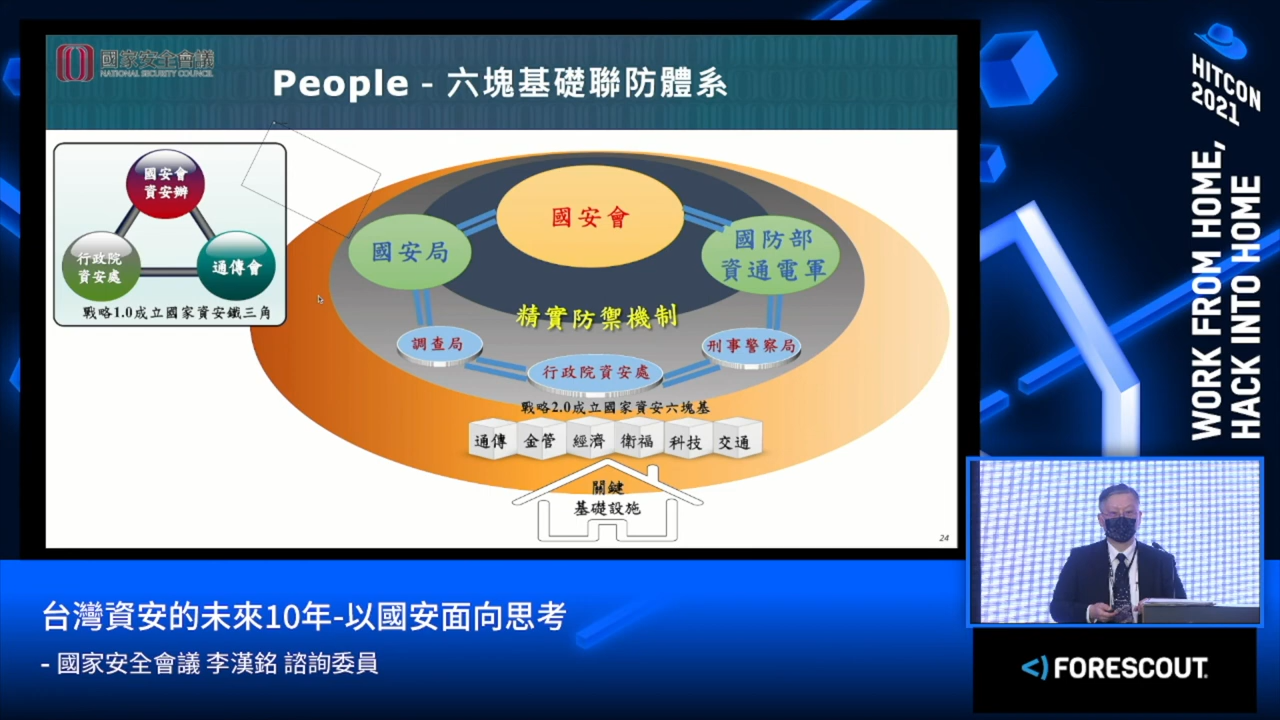 國家安全會議
NATIONAL SECURITY COUNCIL
People - 六塊基礎聯防體系
國安會
資安辦
行政院
資安處
通傳會
戰略1.0成立國家資安鐵三角
國安會
國安局
國防部
資通電軍
精實防禦機制
調查局
刑事警察局
行政院資安處
戰略2.0成立國家資安六塊基
通傳 金管 經濟 衛福 科技 交通
關鍵
基礎設施
24
HITCON
2021
WORK FROM HOME,
HACK INTO HOME
台灣資安的未來10年-以國安面向思考
- 國家安全會議 李漢銘 諮詢委員
FORESCOUT.